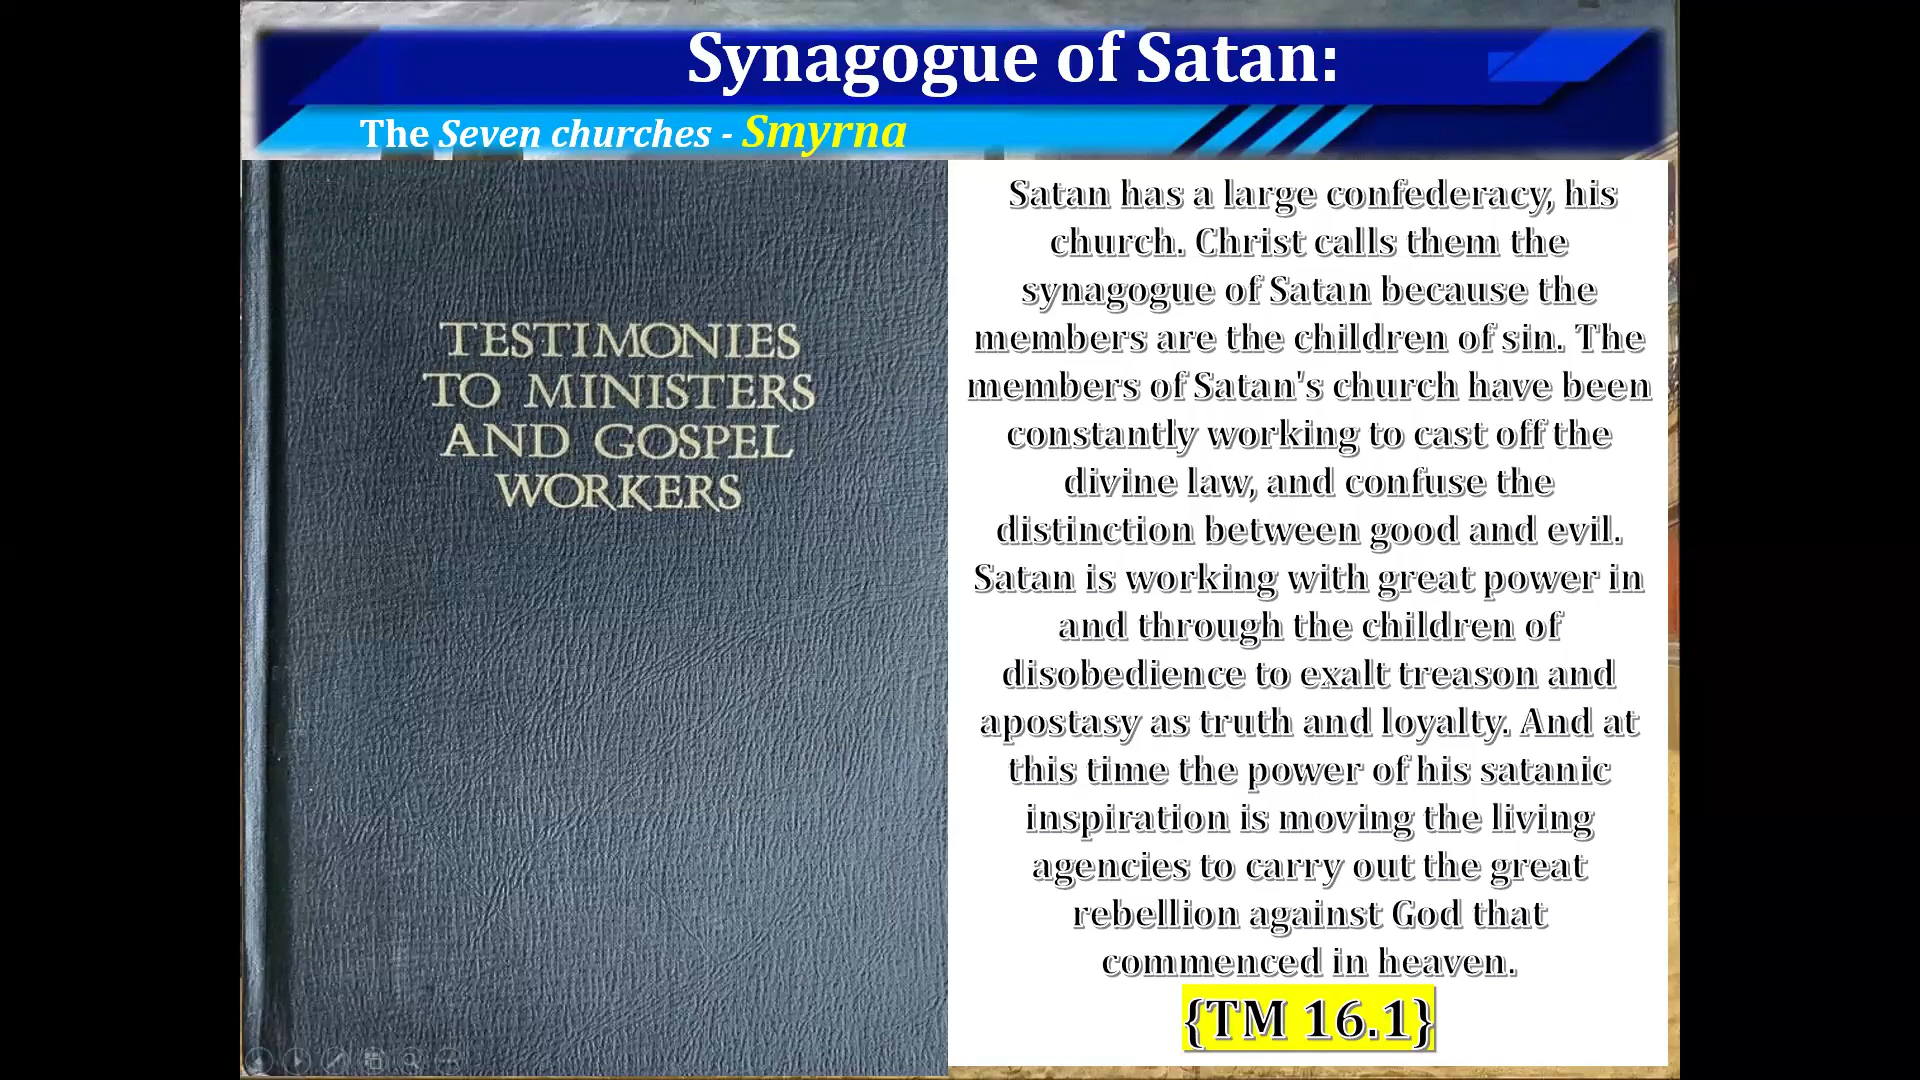 Synagogue of Satan:
The Seven churches - Smyrna
TESTIMONIES
TO MINISTERS
AND GOSPEL
WORKERS
Satan has a large confederacy, his
church. Christ calls them the
synagogue of Satan because the
members are the children of sin. The
members of Satan's church have been
constantly working to cast off the
divine law, and confuse the
distinction between good and evil.
Satan is working with great power in
and through the children of
disobedience to exalt treason and
apostasy as truth and loyalty. And at
this time the power of his satanic
inspiration is moving the living
agencies to carry out the great
rebellion against God that
commenced in heaven.
{TM 16.1}